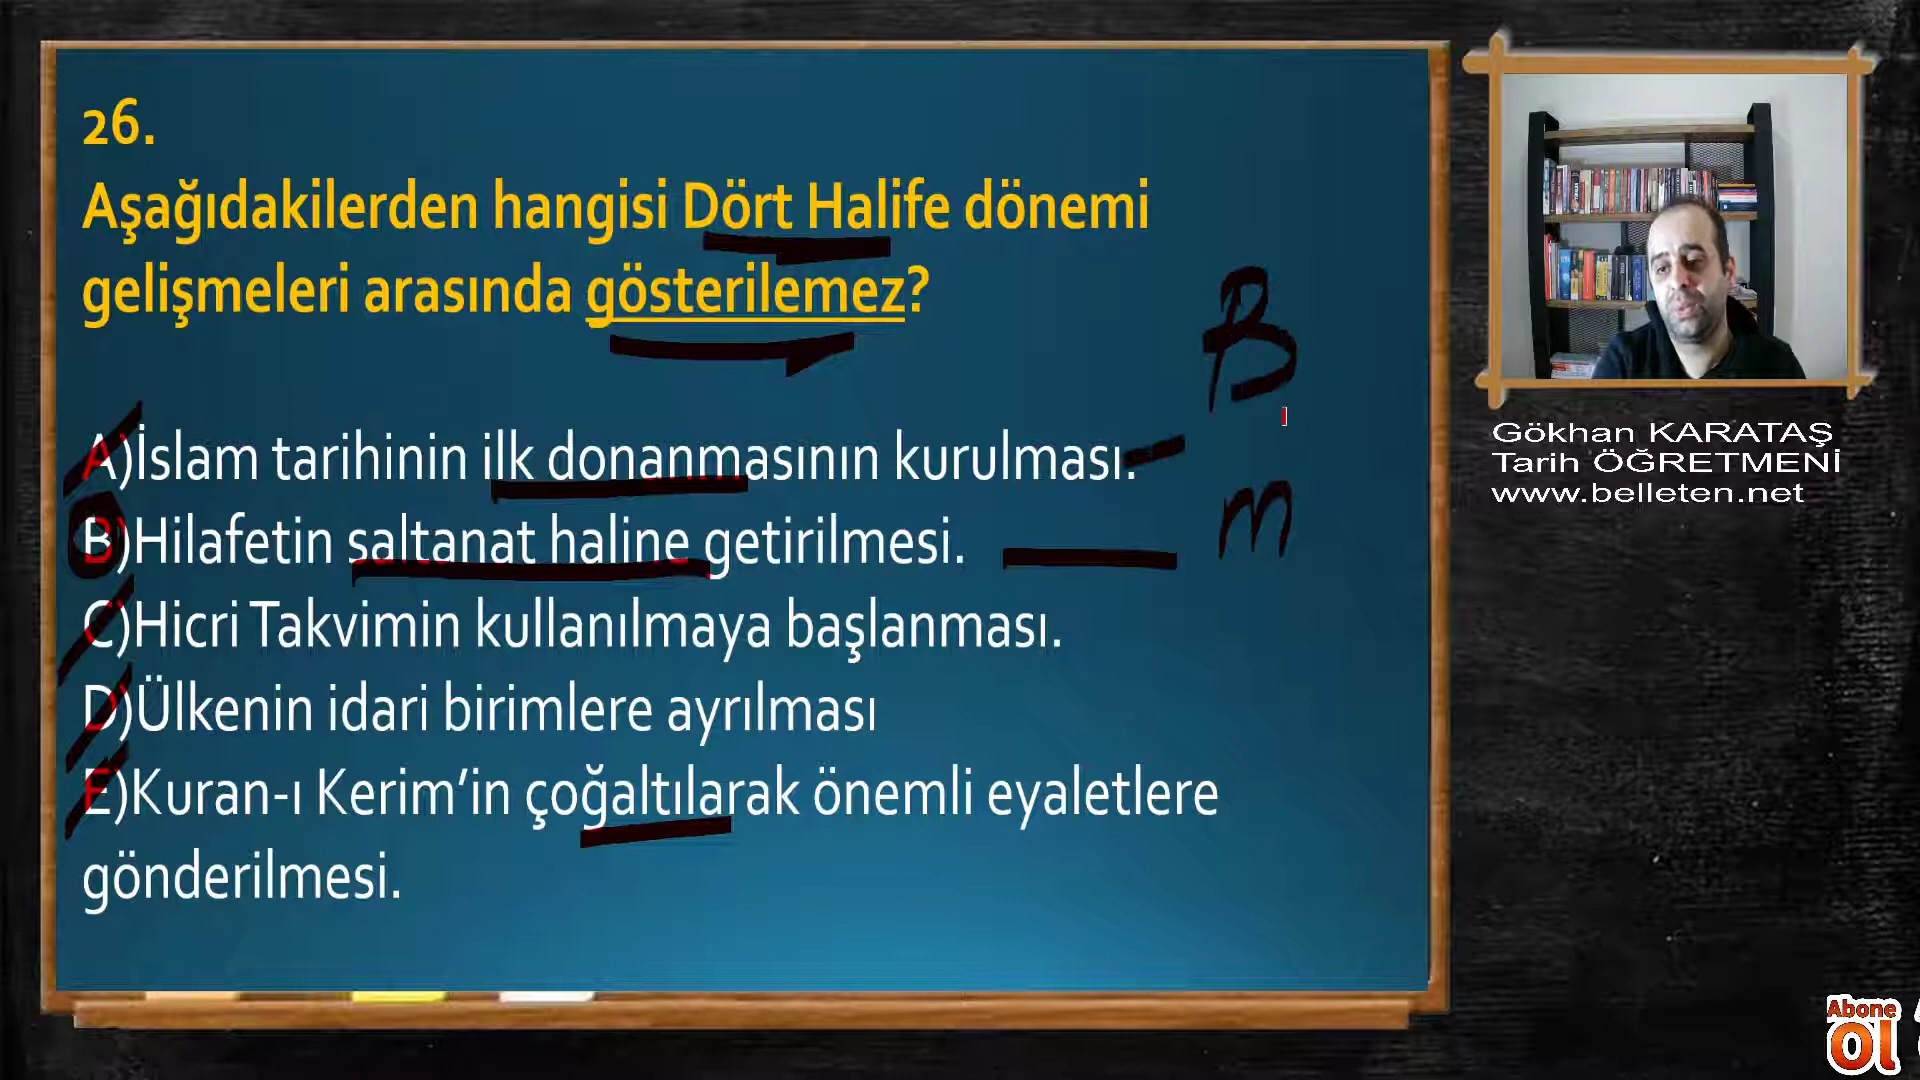 26.
Aşağıdakilerden hangisi Dört Halife dönemi
gelişmeleri arasında gösterilemez?
A)İslam tarihinin ilk donanmasının kurulması.
B)Hilafetin saltanat haline getirilmesi.
C)Hicri Takvimin kullanılmaya başlanması.
D)Ülkenin idari birimlere ayrılması
E)Kuran-ı Kerim’in çoğaltılarak önemli eyaletlere
gönderilmesi.
B
m
Gökhan KARATAŞ
Tarih ÖĞRETMENİ
www.belleten.net
Abone
Ol